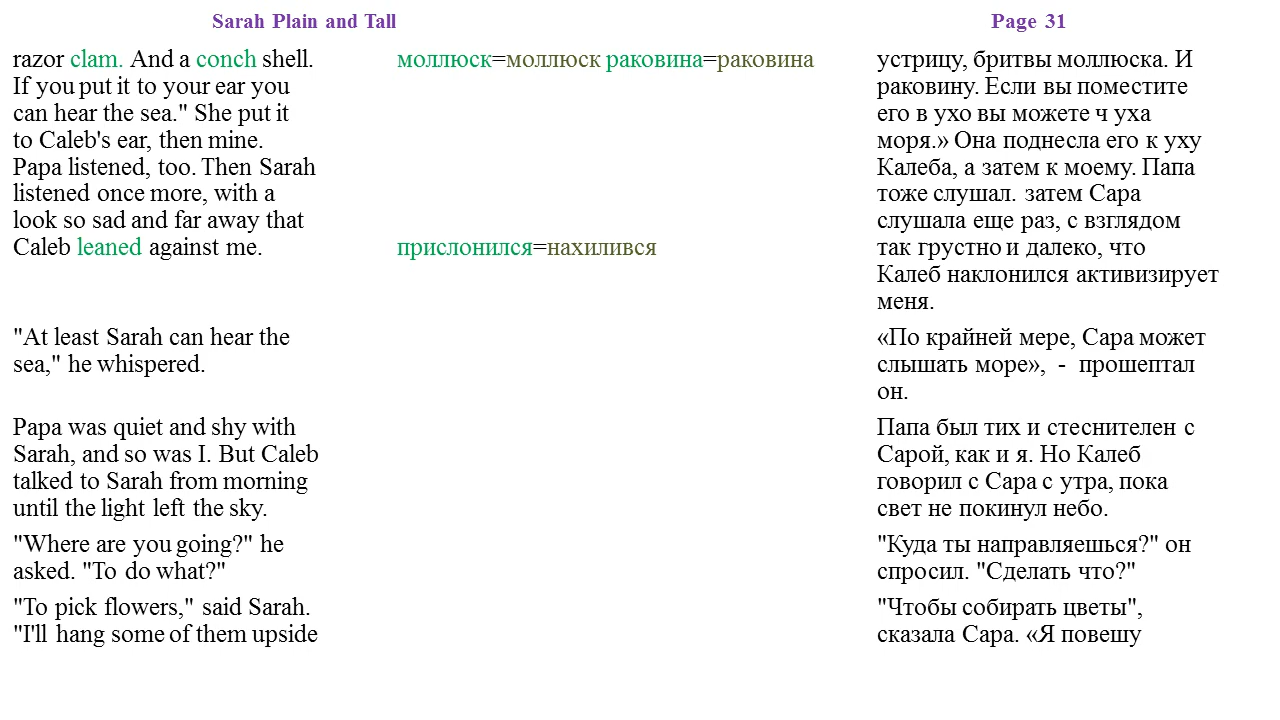 Sarah Plain and Tall
Page 31
razor clam. And a conch shell.
If you put it to your ear you
can hear the sea." She put it
to Caleb's ear, then mine.
Papa listened, too. Then Sarah
listened once more, with a
look so sad and far away that
Caleb leaned against me.
моллюск=моллюск раковина=раковина
прислонился=нахилився
устрицу, бритвы моллюска. И
раковину. Если вы поместите
его в ухо вы можете ч уха
моря.» Она поднесла его к уху
Калеба, а затем к моему. Папа
тоже слушал. затем Сара
слушала еще раз, с взглядом
так грустно и далеко, что
Калеб наклонился активизирует
меня.
"At least Sarah can hear the
sea," he whispered.
«По крайней мере, Сара может
слышать море», - прошептал
он.
Papa was quiet and shy with
Sarah, and so was I. But Caleb
talked to Sarah from morning
until the light left the sky.
Папа был тих и стеснителен с
Сарой, как и я. Но Калеб
говорил с Сара с утра, пока
свет не покинул небо.
"Where are you going?" he
asked. "To do what?"
"Куда ты направляешься?" он
спросил. "Сделать что?"
"To pick flowers," said Sarah.
"I'll hang some of them upside
"Чтобы собирать цветы",
сказала Сара. «Я повешу